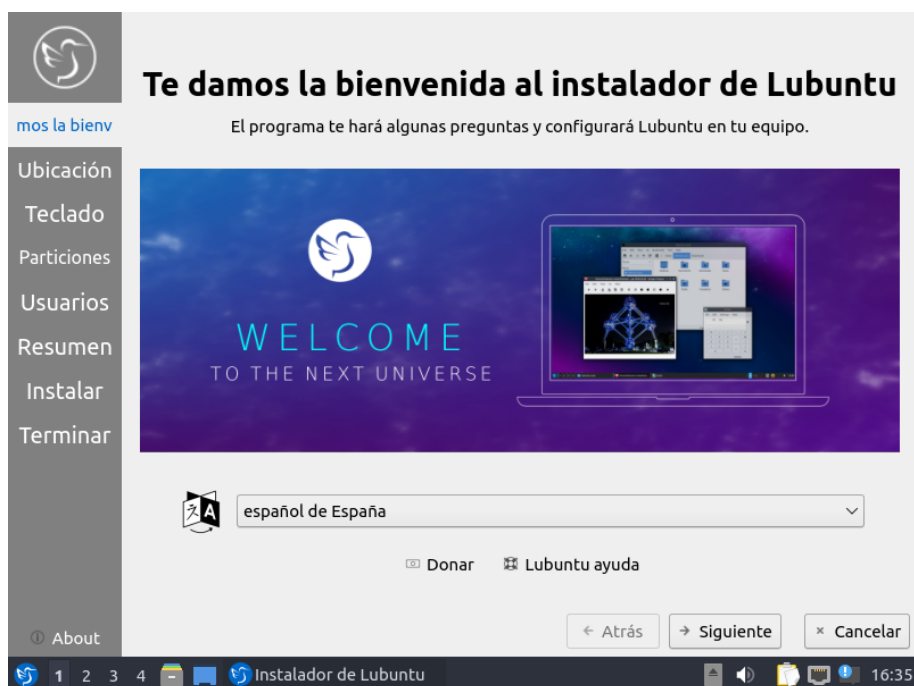 Te damos la bienvenida al instalador de Lubuntu
mos la bienv
El programa te hará algunas preguntas y configurará Lubuntu en tu equipo.
Ubicación
Teclado
Particiones
Usuarios
Resumen
Instalar
Terminar
WELCOME
TO THE NEXT UNIVERSE
español de España
Donar
Lubuntu ayuda
About
Atrás
Siguiente
Cancelar
1 2 3 4
Instalador de Lubuntu
16:35